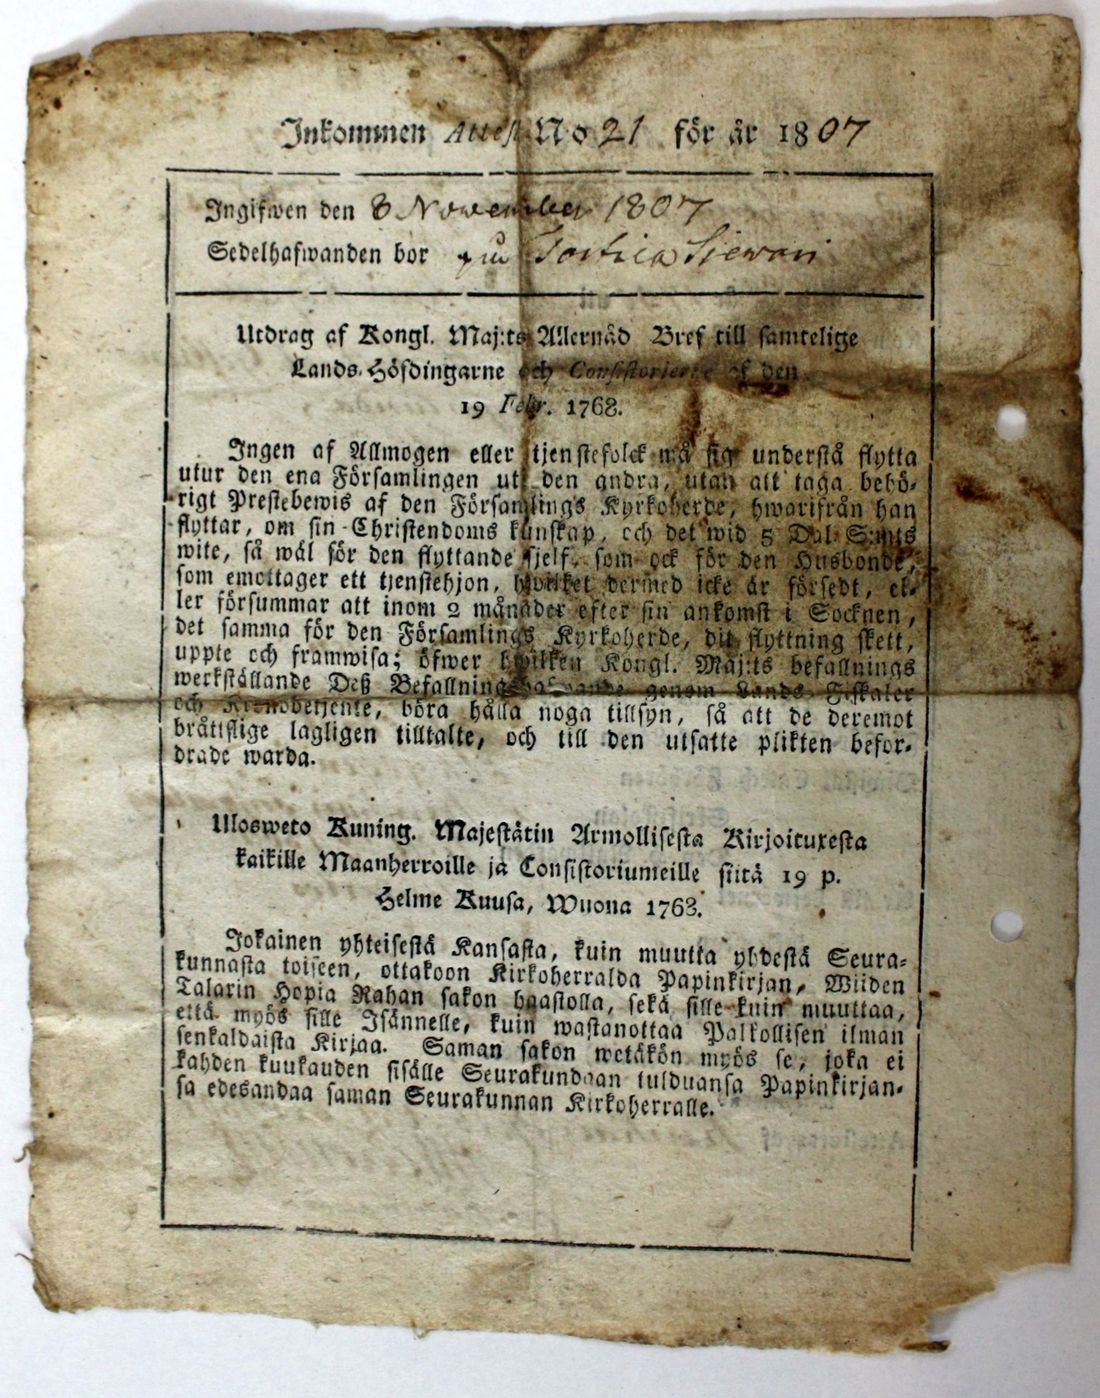 Inkommen Attest No 21 för år 1807
Ingifwen den 8 November 1807
Sedelhafwanden bor
Utdrag af Kongl. Maj:ts Allernåd Bref till samtelige
Lands-Höfdingarne och Consistorierne af den
19 Febr. 1768.
Ingen af Allmogen eller tjenstefolck må sig understå flytta
utur den ena Församlingen uti den andra, utan att taga behö-
rigt Prestebewis af den Församlings Kyrkoherde, hwarifrån han
flyttar, om sin Christendoms kunskap, och det wid 5 Dal. S:mts
wite, så wäl för den flyttande sjelf, som ock för den Husbonde,
som emottager ett tjenstehjon, hwilket dermed icke är försedt, el-
ler försummar att inom 2 månader efter sin ankomst i Socknen,
det samma för den Församlings Kyrkoherde, dit flyttning skett,
uppte och framwisa; öfwer hwilken Kongl. Maj:ts befallnings
werkställande Deß Befallningshafwande genom Lands-Fiskaler
och Kronobetjente, böra hålla noga tillsyn, så att de deremot
bråttslige lagligen tilltalte, och till den utsatte plikten befor-
drade warda.
Ulosweto Kuning. Majestätin Armollisesta Kirjoituxesta
kaikille Maanherroille ja Consistoriumeille siitä 19 p.
Helme Kuusa, Wuona 1768.
Jokainen yhteisestä Kansasta, kuin muutta yhdestä Seura-
kunnasta toiseen, ottakoon Kirkoherralda Papinkirjan, Wiiden
Talarin Hopia Rahan sakon haastolla, sekä sille kuin muuttaa,
että myös sille Isännelle, kuin wastanottaa Palkollisen ilman
senkaldaista Kirjaa. Saman sakon wetäkön myös se, joka ei
kahden kuukauden sisälle Seurakundaan tulduansa Papinkirjan-
sa edesandaa saman Seurakunnan Kirkoherralle.